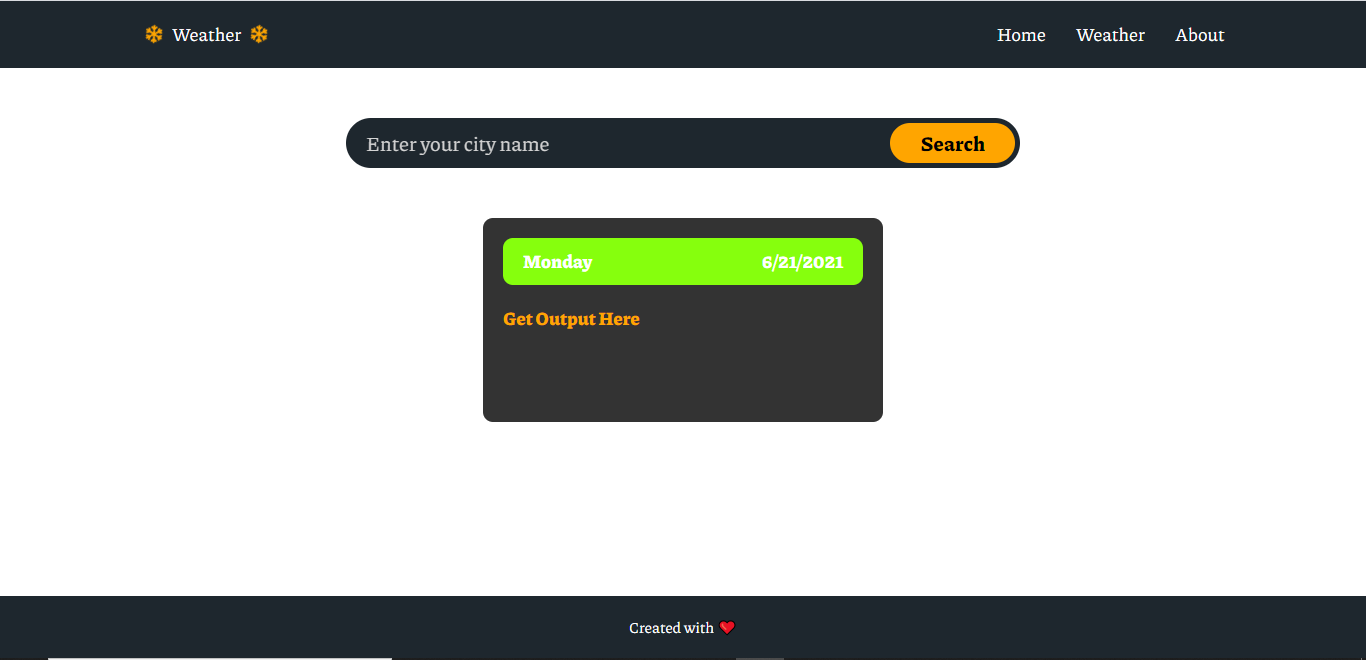 Weather
Home Weather About
Enter your city name Search
Monday 6/21/2021
Get Output Here
Created with